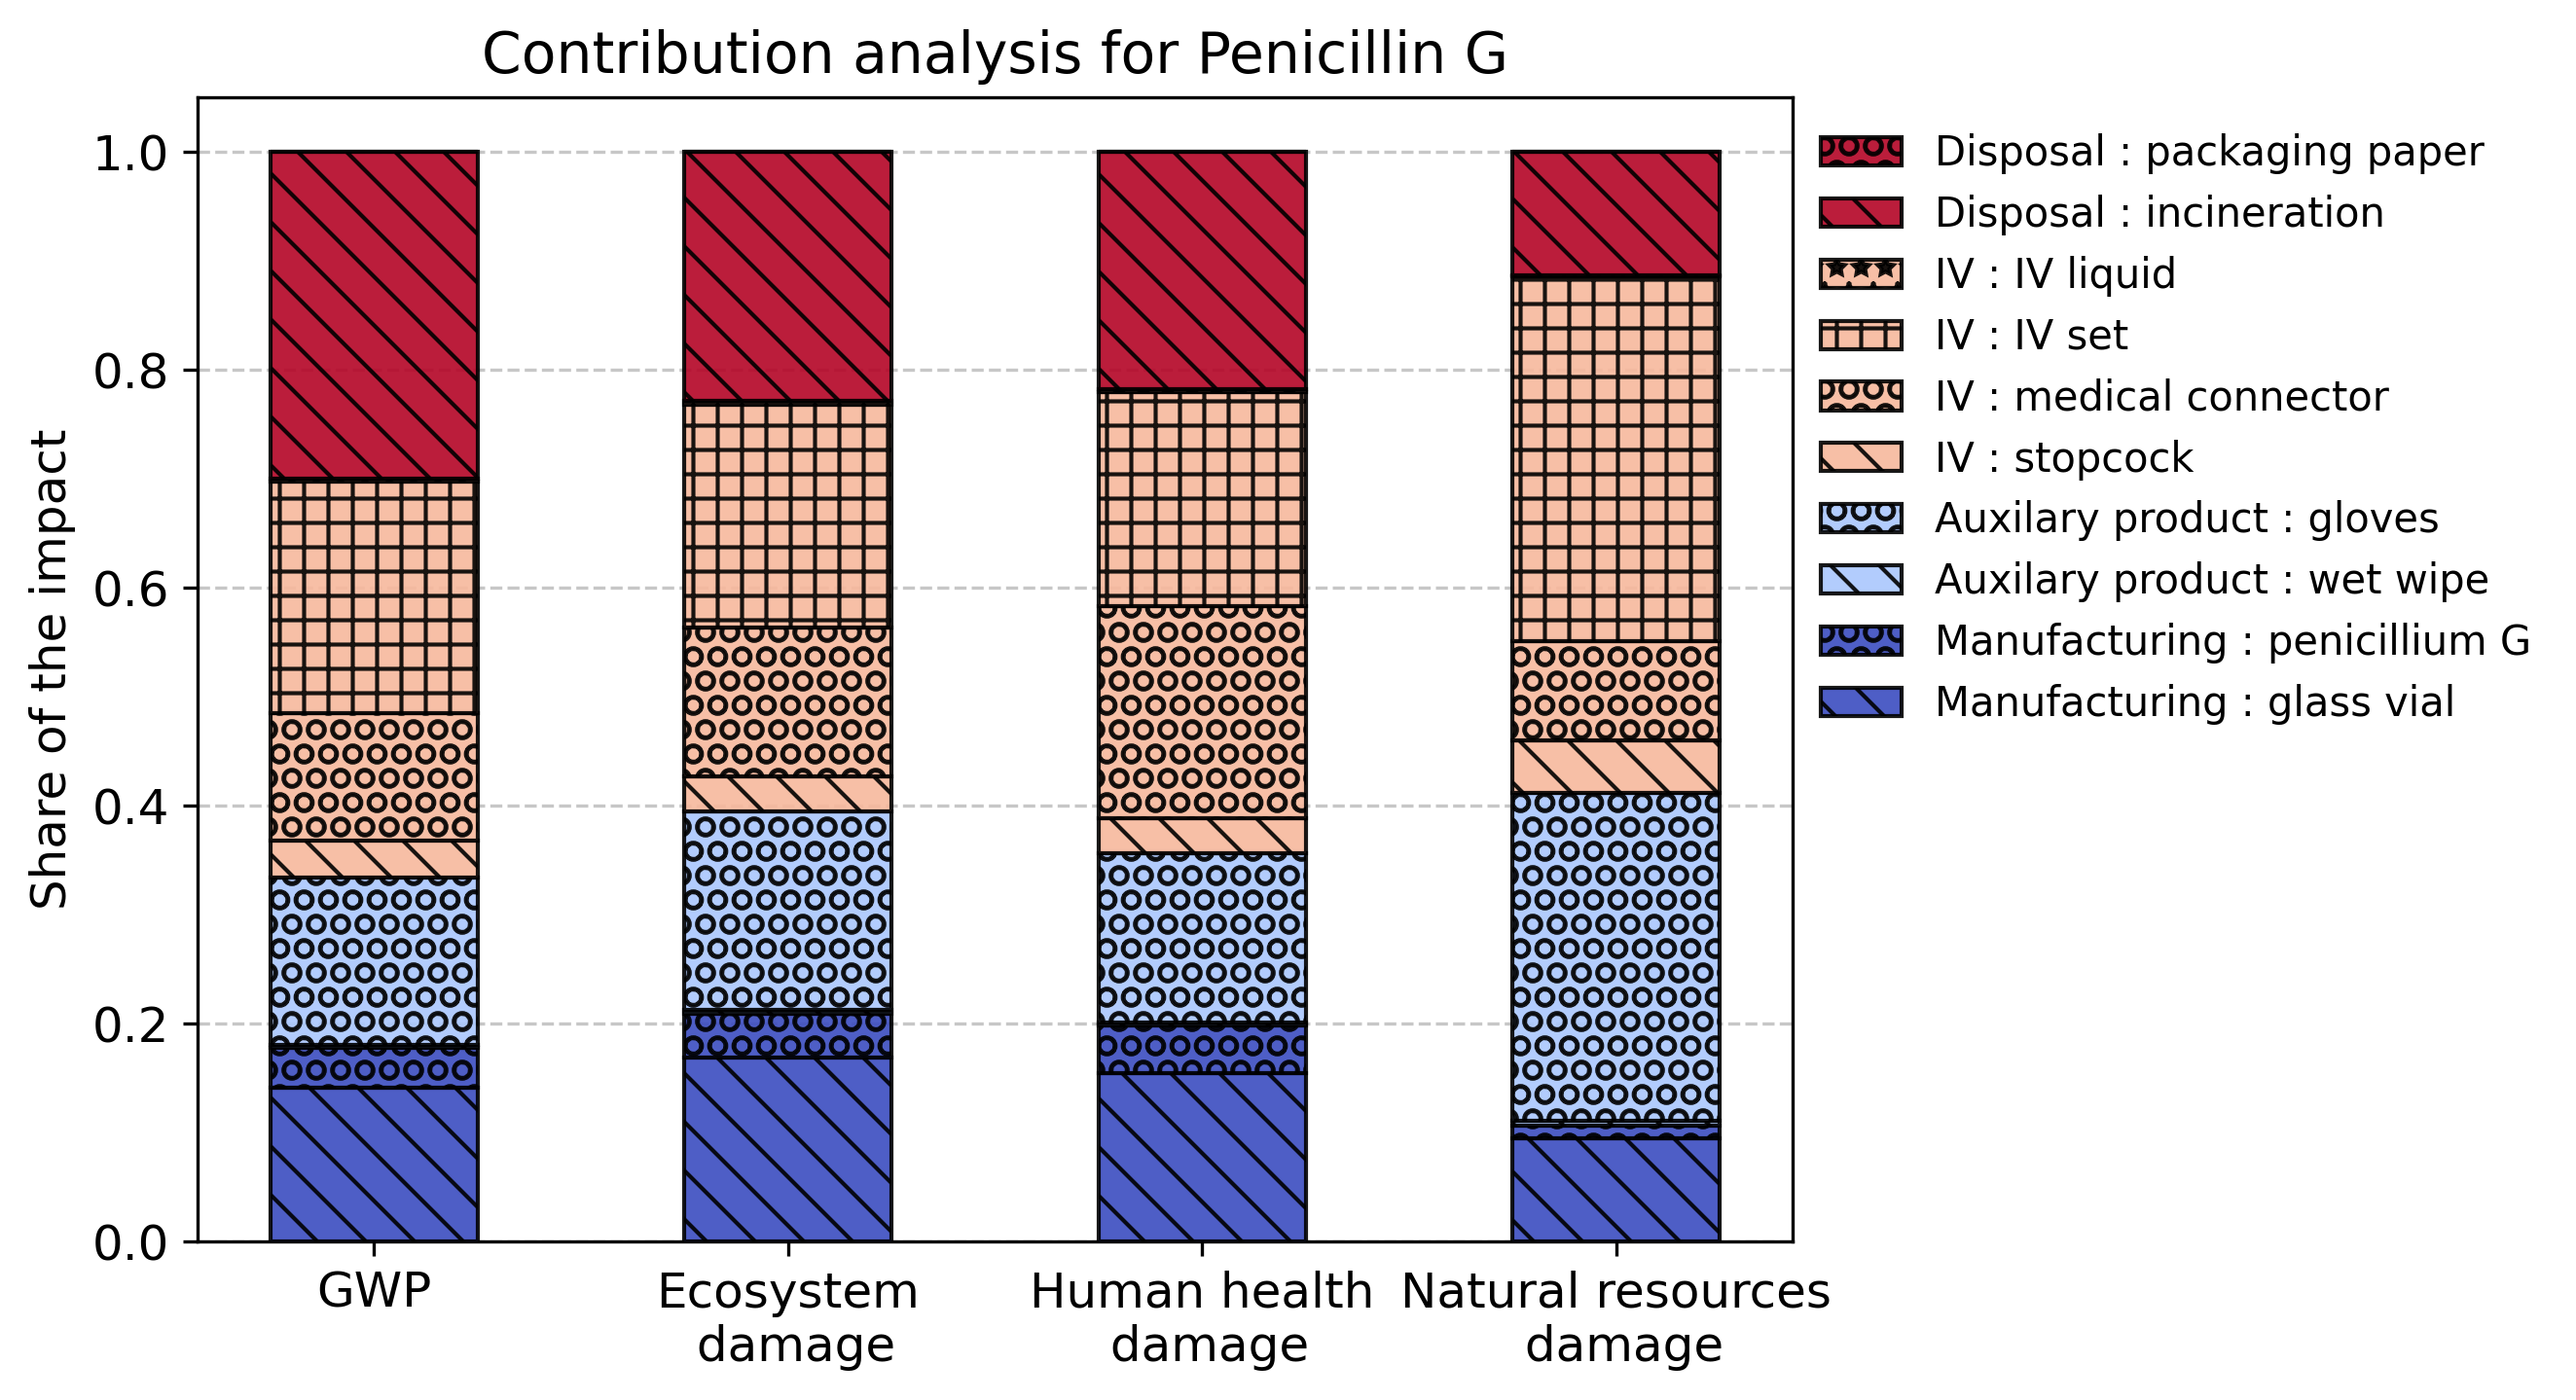 Contribution analysis for Penicillin G
Share of the impact
1.0
0.8
0.6
0.4
0.2
0.0
GWP
Ecosystem
damage
Human health
damage
Natural resources
damage
Disposal : packaging paper
Disposal : incineration
IV : IV liquid
IV : IV set
IV : medical connector
IV : stopcock
Auxilary product : gloves
Auxilary product : wet wipe
Manufacturing : penicillium G
Manufacturing : glass vial